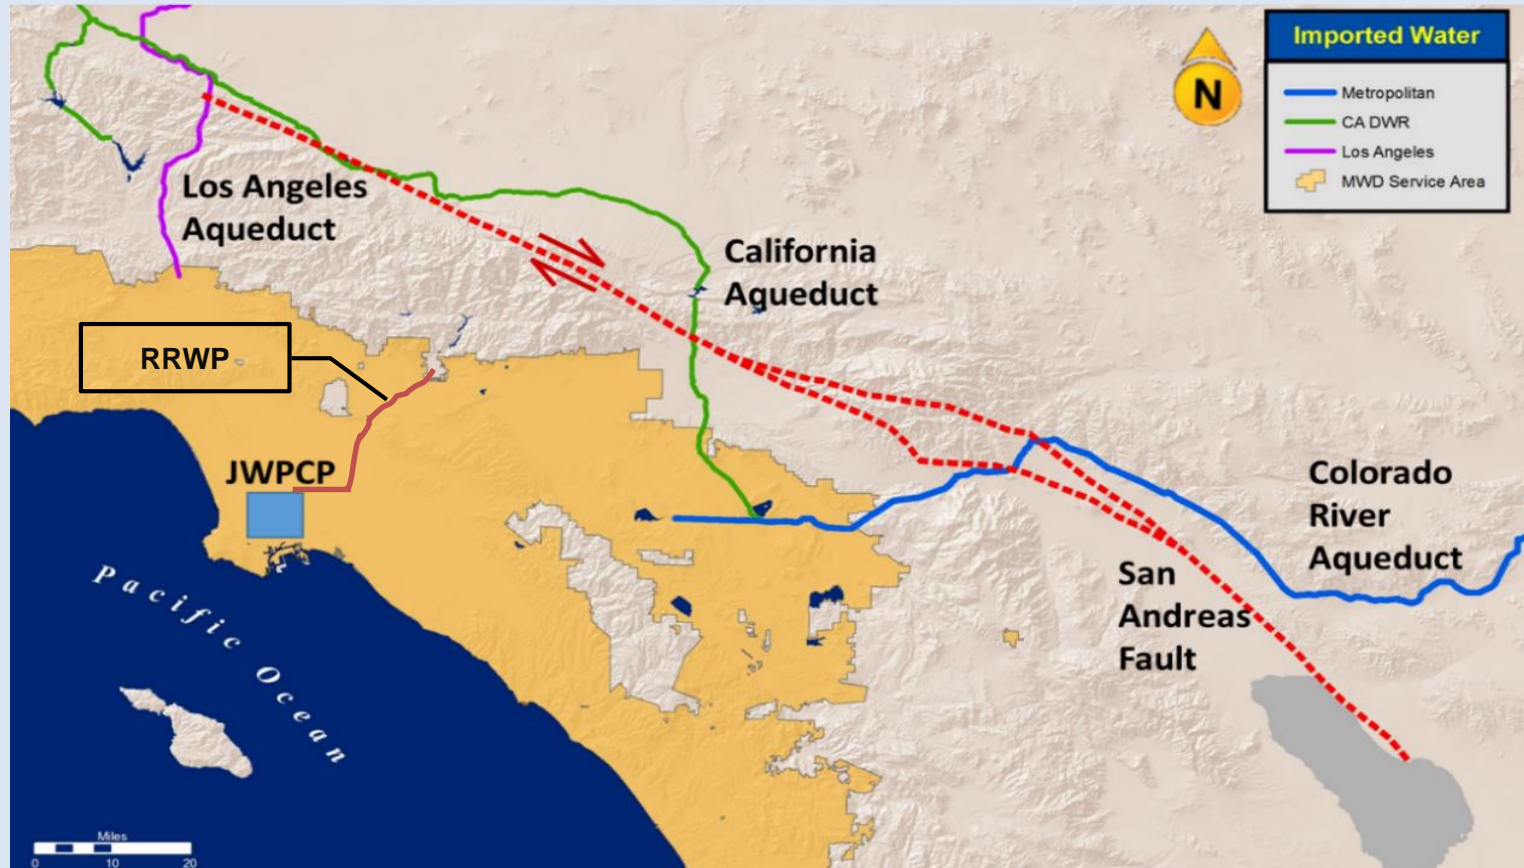 Imported Water
N
Metropolitan
CA DWR
Los Angeles
MWD Service Area
Los Angeles
Aqueduct
California
Aqueduct
RRWP
JWPCP
Colorado
River
Aqueduct
San
Andreas
Fault
Pacific Ocean
Miles
0 10 20